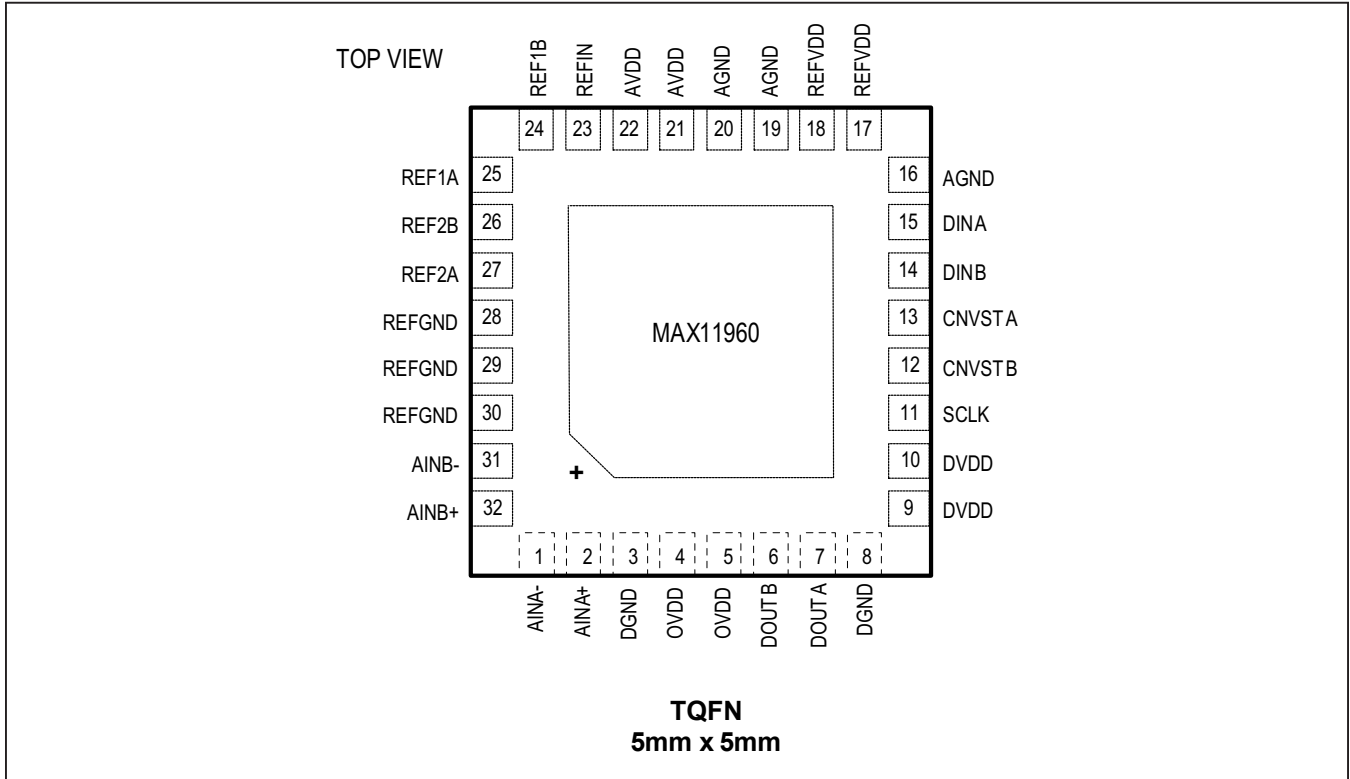 TOP VIEW
REF1B
REFIN
AVDD
AVDD
AGND
AGND
REFVDD
REFVDD
24 23 22 21 20 19 18 17
REF1A 25
REF2B 26
REF2A 27
REFGND 28
REFGND 29
REFGND 30
AINB- 31
AINB+ 32
MAX11960
+
16 AGND
15 DINA
14 DINB
13 CNVSTA
12 CNVSTB
11 SCLK
10 DVDD
9 DVDD
1 2 3 4 5 6 7 8
AINA-
AINA+
DGND
OVDD
OVDD
DOUTB
DOUTA
DGND
TQFN
5mm x 5mm